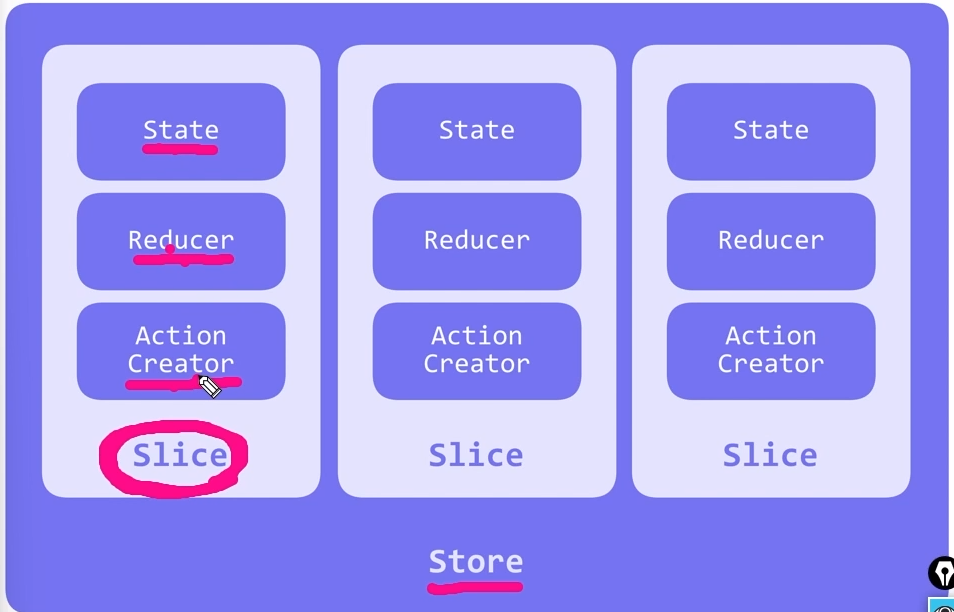 State
Reducer
Action
Creator
Slice
State
Reducer
Action
Creator
Slice
State
Reducer
Action
Creator
Slice
Store